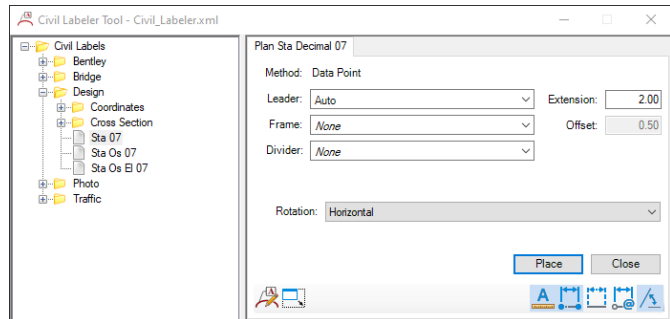 Civil Labeler Tool - Civil_Labeler.xml
Civil Labels
Bentley
Bridge
Design
Coordinates
Cross Section
Sta 07
Sta Os 07
Sta Os El 07
Photo
Traffic
Plan Sta Decimal 07
Method: Data Point
Leader: Auto Extension: 2.00
Frame: None Offset: 0.50
Divider: None
Rotation: Horizontal
Place Close